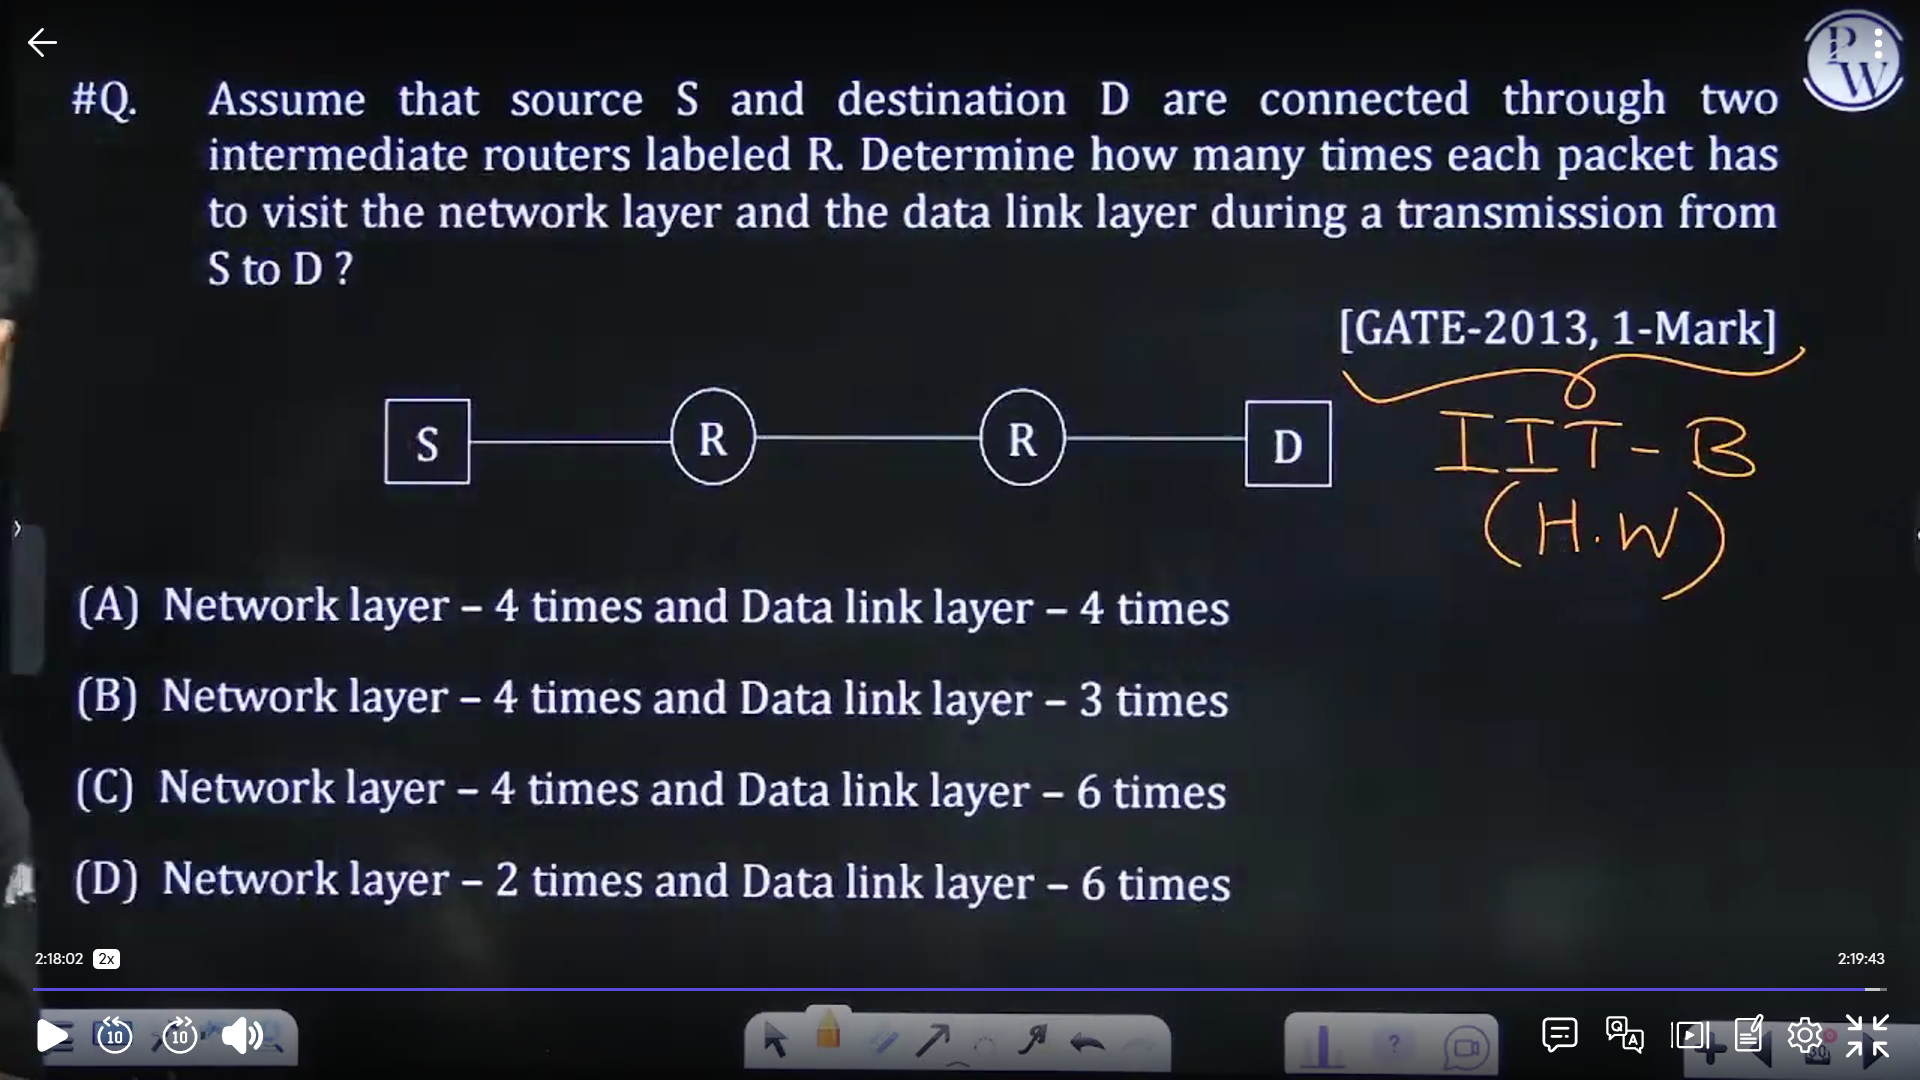 PW
#Q. Assume that source S and destination D are connected through two
intermediate routers labeled R. Determine how many times each packet has
to visit the network layer and the data link layer during a transmission from
S to D ?
[GATE-2013, 1-Mark]
IIT-B
(H.W)
S R R D
(A) Network layer – 4 times and Data link layer – 4 times
(B) Network layer – 4 times and Data link layer – 3 times
(C) Network layer – 4 times and Data link layer – 6 times
(D) Network layer – 2 times and Data link layer – 6 times
2:18:02 2x 2:19:43
10 10